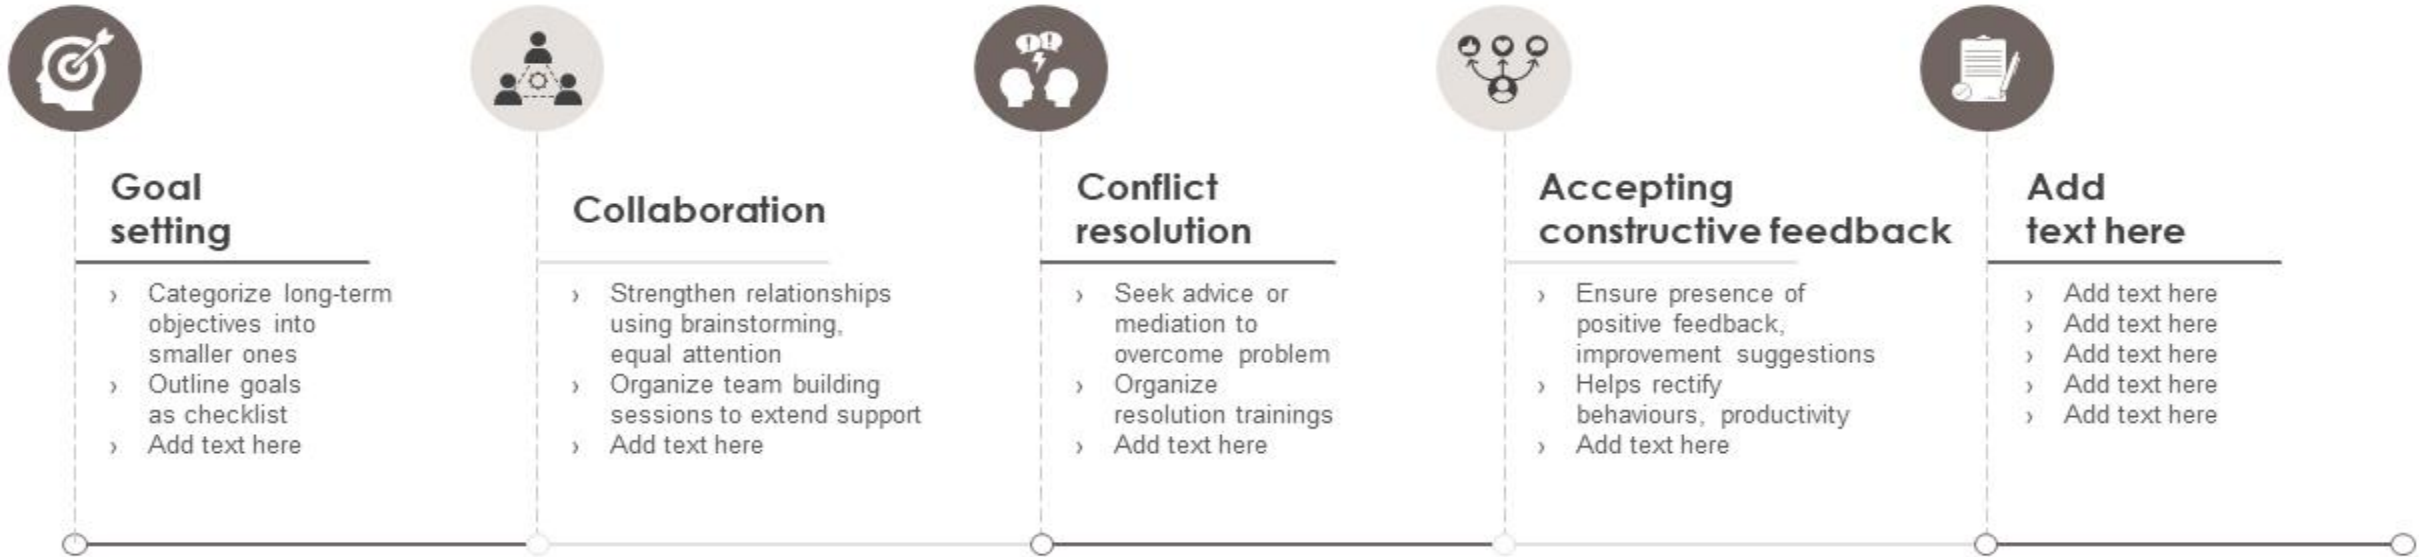 Goal
setting
› Categorize long-term
objectives into
smaller ones
› Outline goals
as checklist
› Add text here
Collaboration
› Strengthen relationships
using brainstorming,
equal attention
› Organize team building
sessions to extend support
› Add text here
Conflict
resolution
› Seek advice or
mediation to
overcome problem
› Organize
resolution trainings
› Add text here
Accepting
constructive feedback
› Ensure presence of
positive feedback,
improvement suggestions
› Helps rectify
behaviours, productivity
› Add text here
Add
text here
› Add text here
› Add text here
› Add text here
› Add text here
› Add text here